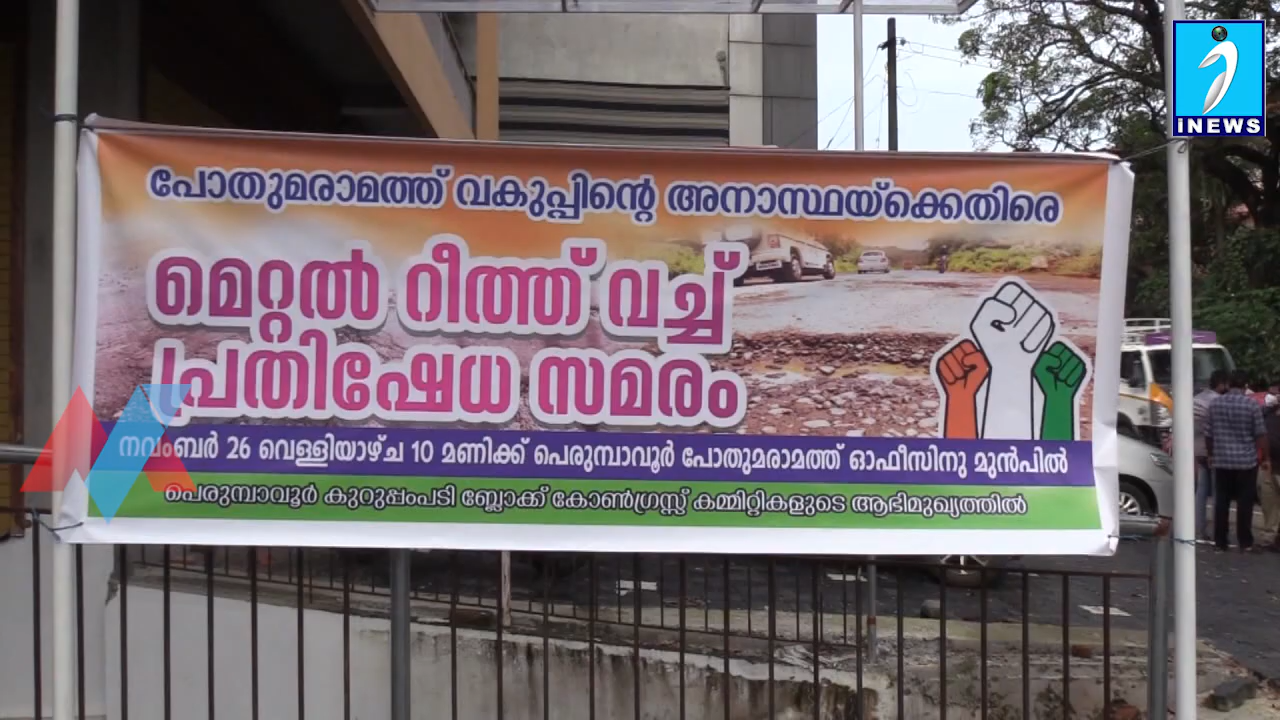 iNEWS
പോതുമരാമത്ത് വകുപ്പിന്റെ അനാസ്ഥയ്ക്കെതിരെ
മെറ്റൽ റീത്ത് വച്ച്
പ്രതിഷേധ സമരം
നവംബർ 26 വെള്ളിയാഴ്ച 10 മണിക്ക് പെരുമ്പാവൂർ പോതുമരാമത്ത് ഓഫീസിനു മുൻപിൽ
പെരുമ്പാവൂർ കുറുപ്പംപടി ബ്ലോക്ക് കോൺഗ്രസ്സ് കമ്മിറ്റികളുടെ ആഭിമുഖ്യത്തിൽ